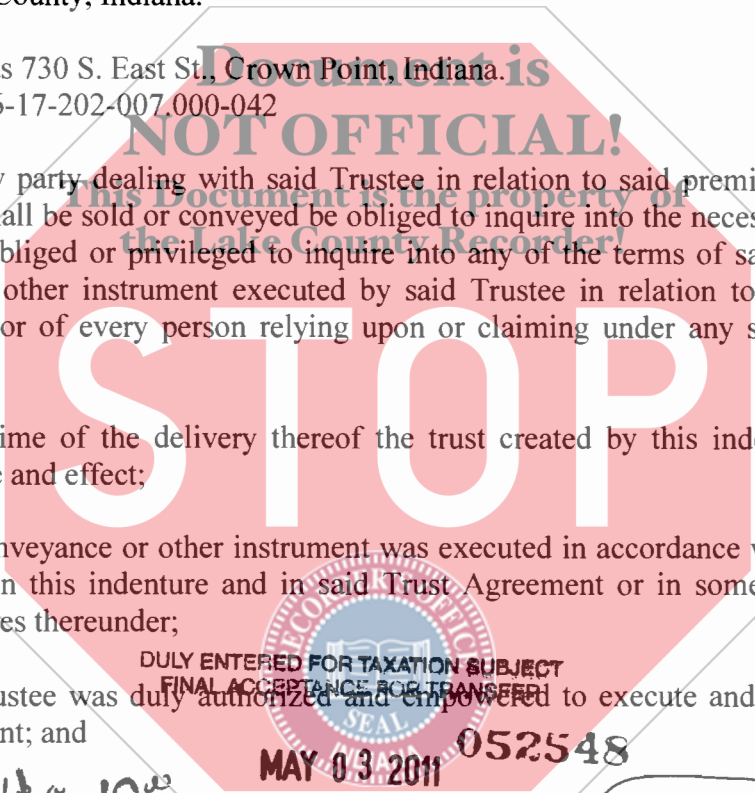 County, Indiana.
s 730 S. East St., Crown Point, Indiana.
-17-202-007.000-042
Document is
NOT OFFICIAL!
This Document is the property of
the Lake County Recorder!
STOP
party dealing with said Trustee in relation to said premi
all be sold or conveyed be obliged to inquire into the neces
bliged or privileged to inquire into any of the terms of sa
other instrument executed by said Trustee in relation to
or of every person relying upon or claiming under any s
ime of the delivery thereof the trust created by this inde
e and effect;
nveyance or other instrument was executed in accordance
n this indenture and in said Trust Agreement or in some
es thereunder;
RECORDER'S OFFICE
SEAL
INDIANA
DULY ENTERED FOR TAXATION SUBJECT
FINAL ACCEPTANCE FOR TRANSFER
ustee was duly authorized and empowered to execute and
nt; and
052548
MAY 03 2011